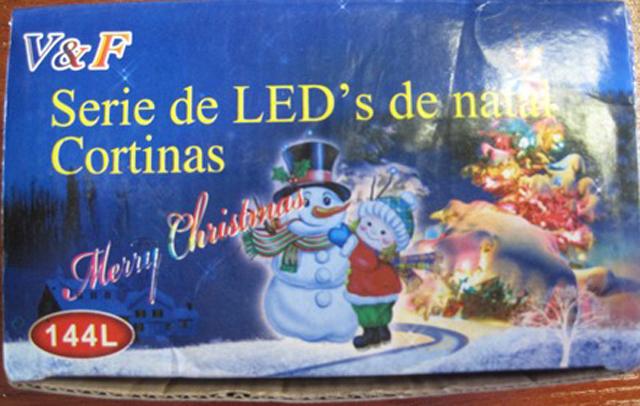 V&F
Serie de LED's de natal
Cortinas
Merry Christmas
144L